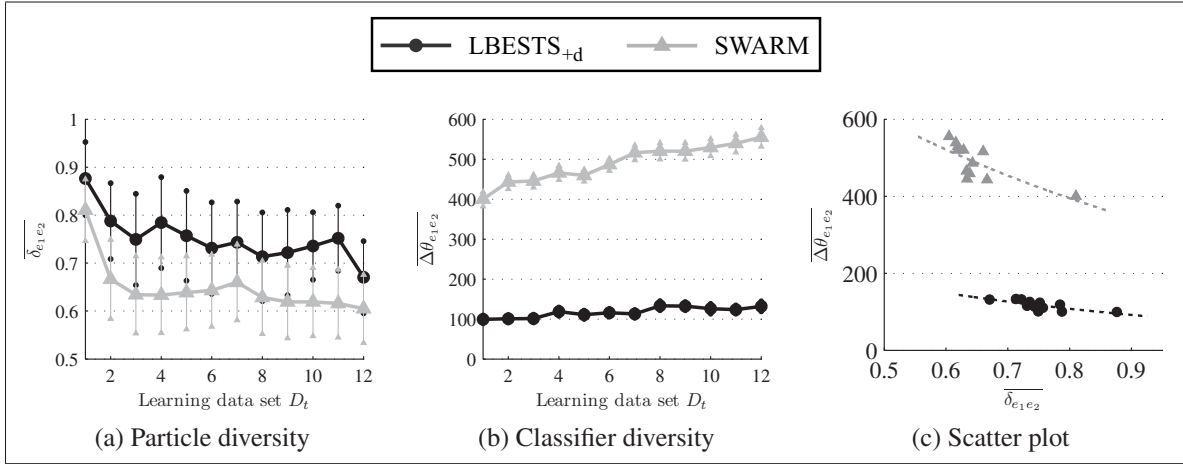 LBESTS+d SWARM
1
0.9
0.8
0.7
0.6
0.5
2 4 6 8 10 12
δe1e2
Learning data set Dt
(a) Particle diversity
600
500
400
300
200
100
0
2 4 6 8 10 12
Δθe1e2
Learning data set Dt
(b) Classifier diversity
600
400
200
0
0.5 0.6 0.7 0.8 0.9
Δθe1e2
δe1e2
(c) Scatter plot